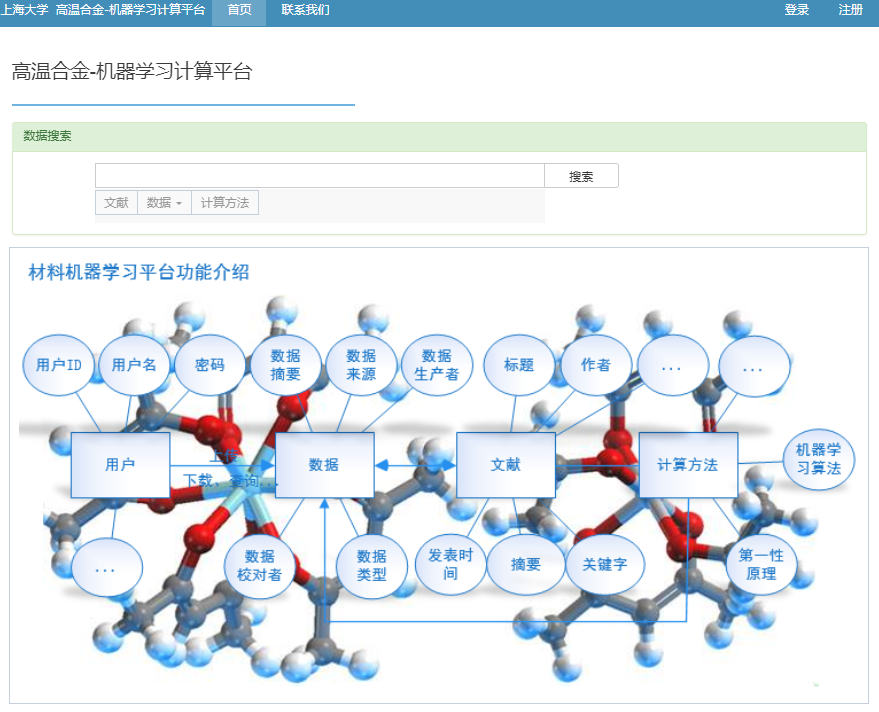 上海大学 高温合金-机器学习计算平台 首页 联系我们 登录 注册
高温合金-机器学习计算平台
数据搜索
搜索
文献 数据 计算方法
材料机器学习平台功能介绍
用户ID
用户名
密码
数据
摘要
数据
来源
数据
生产者
标题
作者
...
...
用户
上传
下载、查询...
数据
文献
计算方法
机器学
习算法
...
数据
校对者
数据
类型
发表时
间
摘要
关键字
第一性
原理